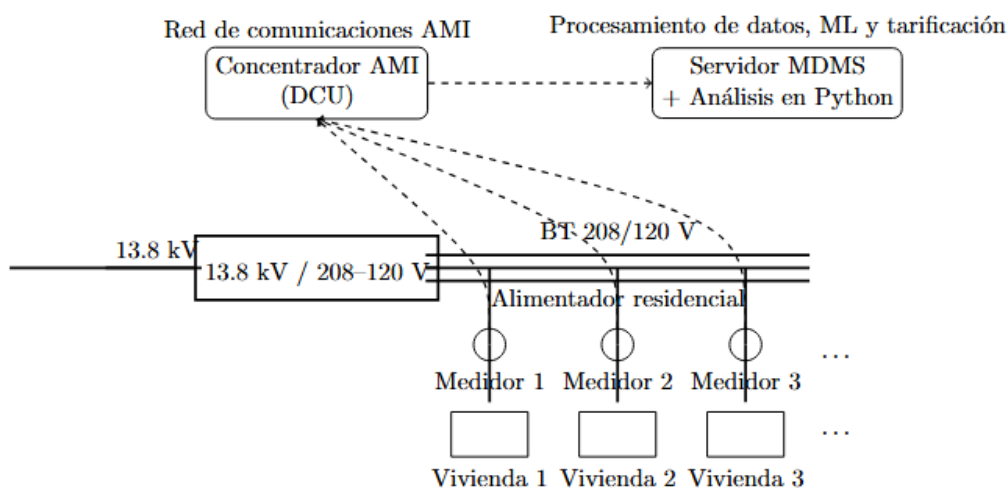 Red de comunicaciones AMI
Procesamiento de datos, ML y tarificación
Concentrador AMI
(DCU)
Servidor MDMS
+ Análisis en Python
BT 208/120 V
13.8 kV
13.8 kV / 208–120 V
Alimentador residencial
...
Medidor 1
Medidor 2
Medidor 3
...
Vivienda 1
Vivienda 2
Vivienda 3